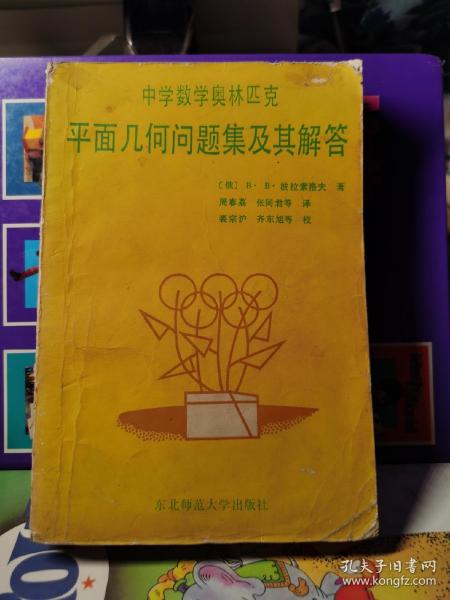 中学数学奥林匹克
平面几何问题集及其解答
〔俄〕 B·B·波拉索洛夫 著
周春荔 张同君等 译
裘宗沪 齐东旭等 校
东北师范大学出版社
孔夫子旧书网
kongfz.com